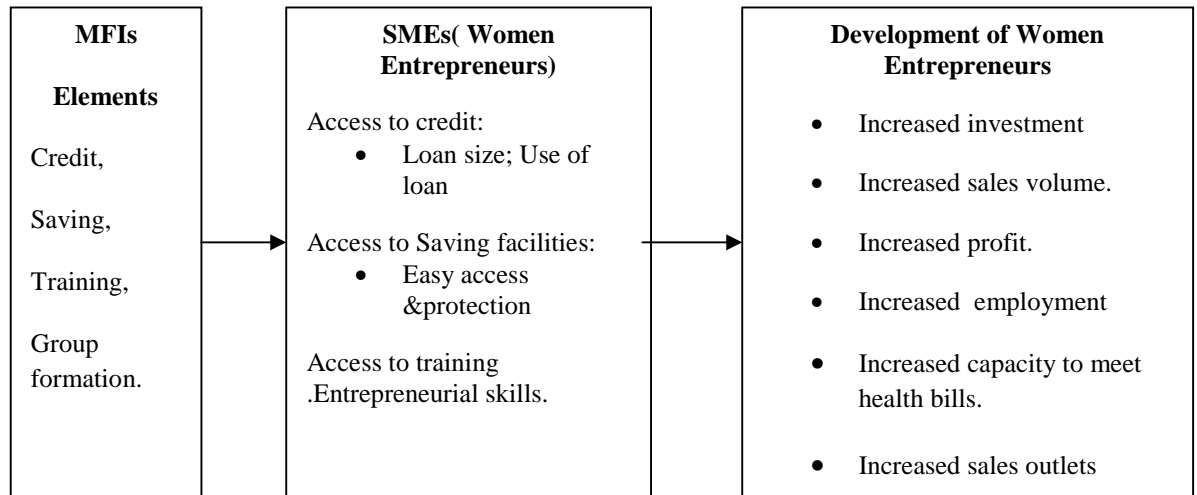 MFIs
Elements
Credit,
Saving,
Training,
Group
formation.
SMEs( Women
Entrepreneurs)
Access to credit:
• Loan size; Use of
loan
Access to Saving facilities:
• Easy access
&protection
Access to training
.Entrepreneurial skills.
Development of Women
Entrepreneurs
• Increased investment
• Increased sales volume.
• Increased profit.
• Increased employment
• Increased capacity to meet
health bills.
• Increased sales outlets